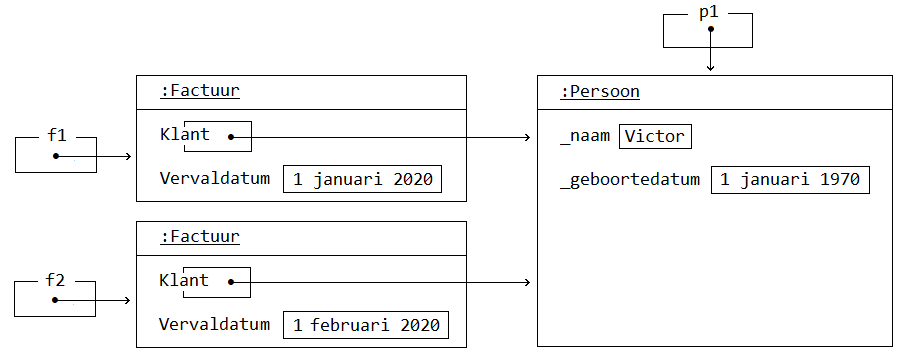 p1
:Factuur
f1
Klant
Vervaldatum 1 januari 2020
:Persoon
_naam Victor
_geboortedatum 1 januari 1970
:Factuur
f2
Klant
Vervaldatum 1 februari 2020